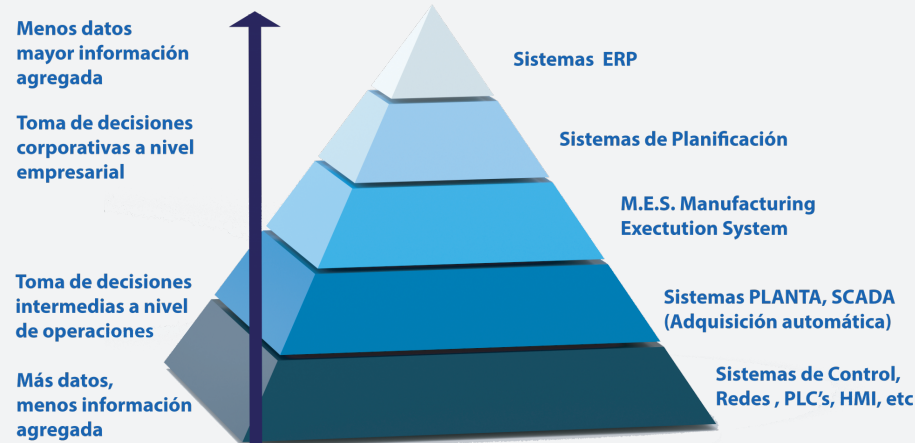 Menos datos
mayor información
agregada
Toma de decisiones
corporativas a nivel
empresarial
Toma de decisiones
intermedias a nivel
de operaciones
Más datos,
menos información
agregada
Sistemas ERP
Sistemas de Planificación
M.E.S. Manufacturing
Exectution System
Sistemas PLANTA, SCADA
(Adquisición automática)
Sistemas de Control,
Redes , PLC’s, HMI, etc